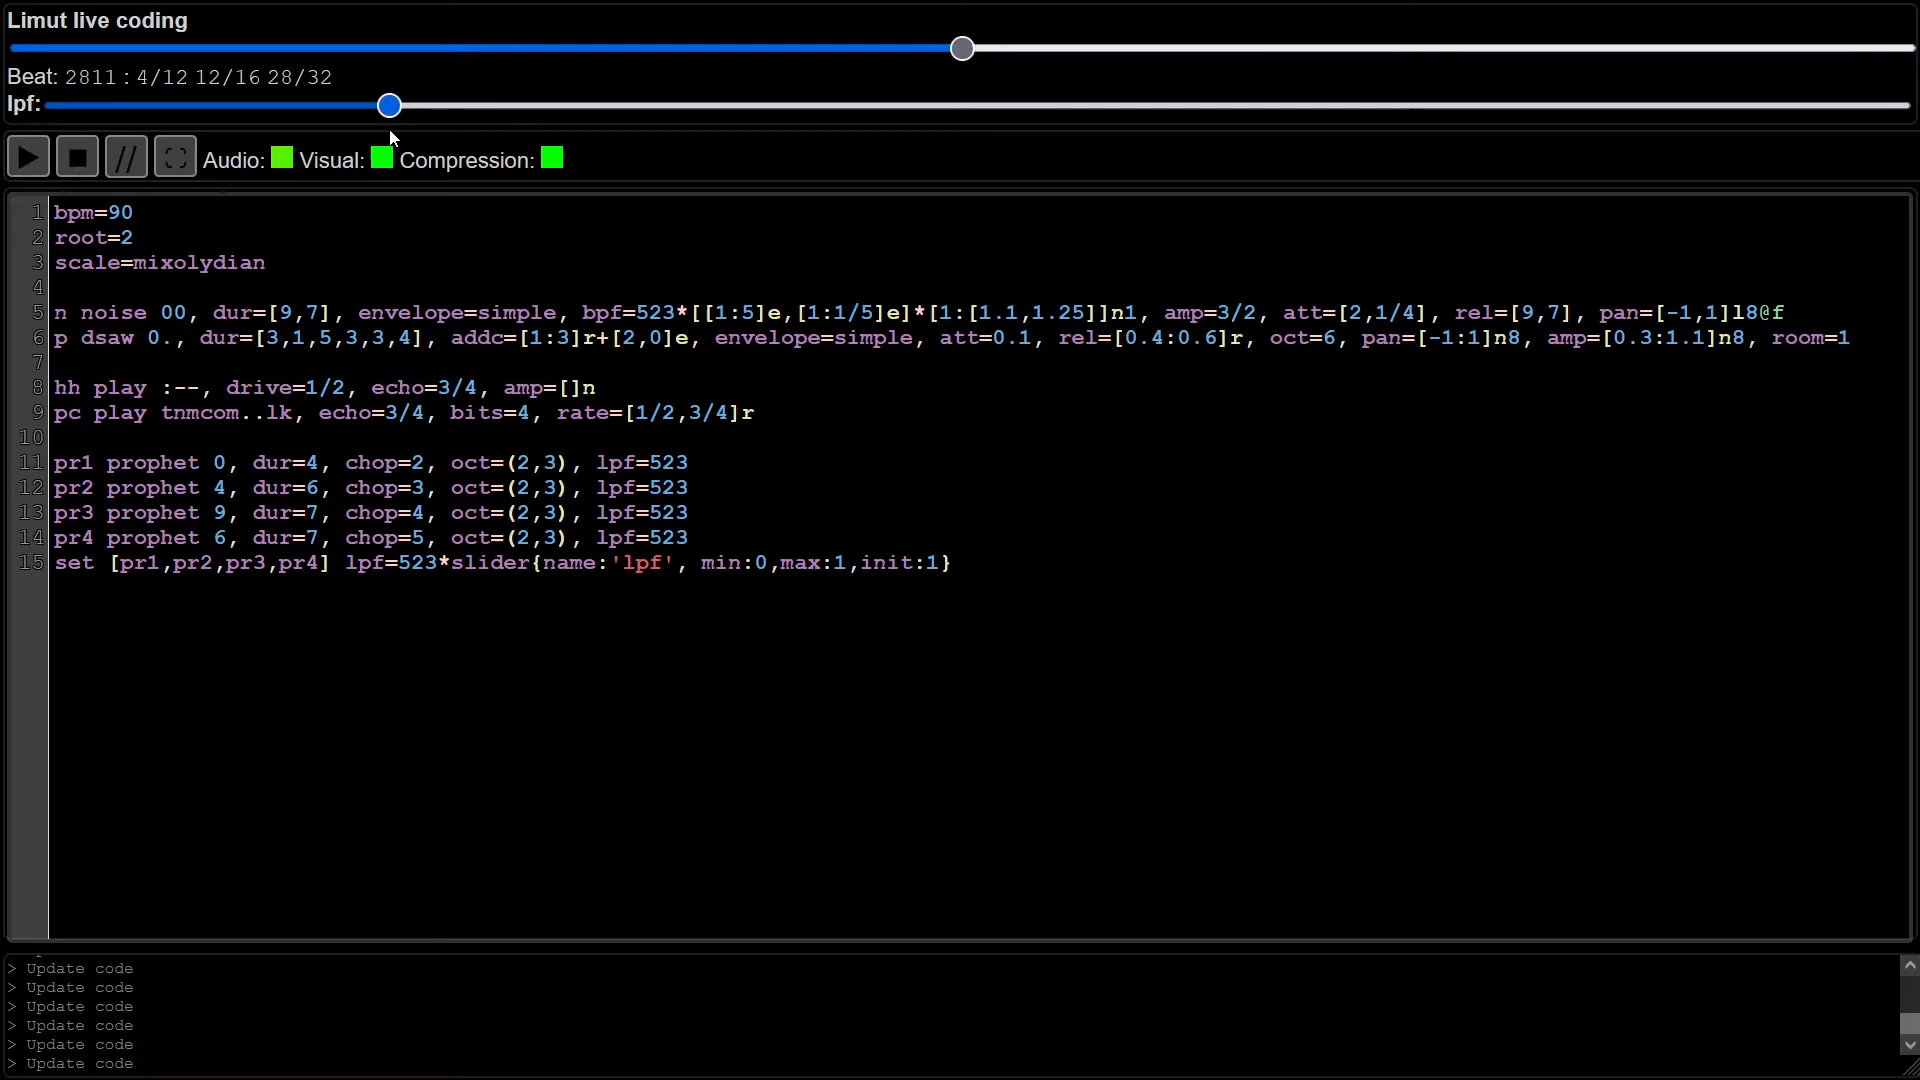 Limut live coding
Beat: 2811 : 4/12 12/16 28/32
lpf:
Audio: Visual: Compression:
1 bpm=90
2 root=2
3 scale=mixolydian
4
5 n noise 00, dur=[9,7], envelope=simple, bpf=523*[[1:5]e,[1:1/5]e]*[1:[1.1,1.25]]n1, amp=3/2, att=[2,1/4], rel=[9,7], pan=[-1,1]l8@f
6 p dsaw 0., dur=[3,1,5,3,3,4], addc=[1:3]r+[2,0]e, envelope=simple, att=0.1, rel=[0.4:0.6]r, oct=6, pan=[-1:1]n8, amp=[0.3:1.1]n8, room=1
7
8 hh play :--, drive=1/2, echo=3/4, amp=[]n
9 pc play tnmcom..lk, echo=3/4, bits=4, rate=[1/2,3/4]r
10
11 pr1 prophet 0, dur=4, chop=2, oct=(2,3), lpf=523
12 pr2 prophet 4, dur=6, chop=3, oct=(2,3), lpf=523
13 pr3 prophet 9, dur=7, chop=4, oct=(2,3), lpf=523
14 pr4 prophet 6, dur=7, chop=5, oct=(2,3), lpf=523
15 set [pr1,pr2,pr3,pr4] lpf=523*slider{name:'lpf', min:0,max:1,init:1}
> Update code
> Update code
> Update code
> Update code
> Update code
> Update code